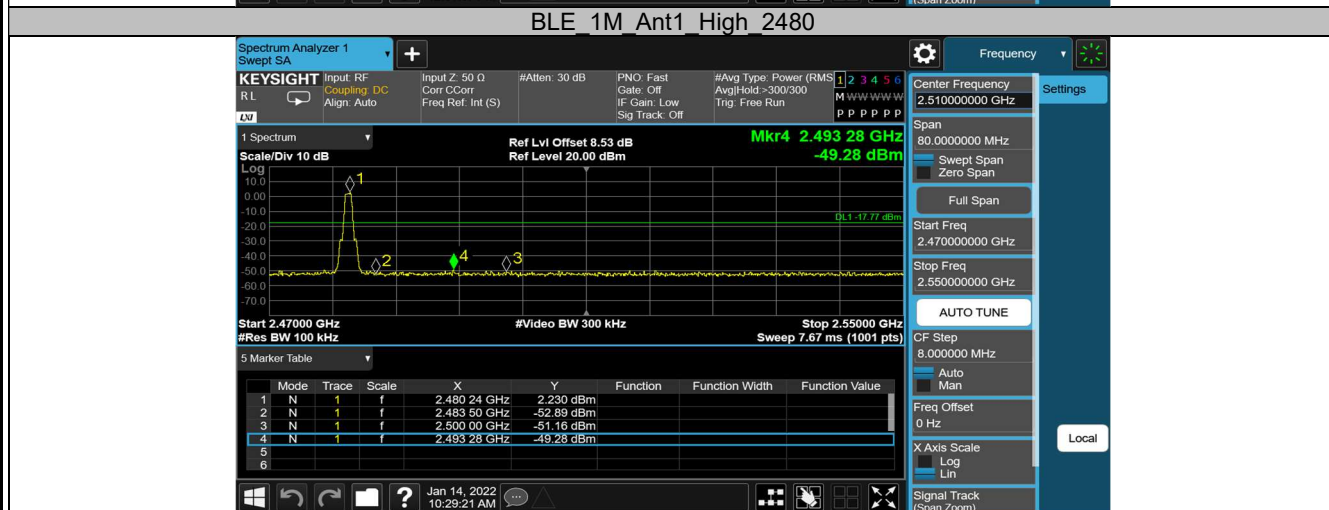 (Span Zoom)
BLE_1M_Ant1_High_2480
Spectrum Analyzer 1
Swept SA
+
Frequency
KEYSIGHT Input: RF Input Z: 50 Ω #Atten: 30 dB PNO: Fast #Avg Type: Power (RMS 1 2 3 4 5 6
RL Coupling: DC Corr CCorr Gate: Off Avg|Hold:>300/300 M W W W W W
Align: Auto Freq Ref: Int (S) IF Gain: Low Trig: Free Run
LXI Sig Track: Off P P P P P P
Center Frequency
2.510000000 GHz
Settings
Span
80.0000000 MHz
Swept Span
Zero Span
Full Span
Start Freq
2.470000000 GHz
Stop Freq
2.550000000 GHz
AUTO TUNE
CF Step
8.000000 MHz
Auto
Man
Freq Offset
0 Hz
X Axis Scale
Log
Lin
Local
Signal Track
(Span Zoom)
1 Spectrum
Ref Lvl Offset 8.53 dB Mkr4 2.493 28 GHz
Scale/Div 10 dB Ref Level 20.00 dBm -49.28 dBm
Log
10.0
0.00
-10.0
-20.0
-30.0
-40.0
-50.0
-60.0
-70.0
1
2
4
3
DL1 -17.77 dBm
Start 2.47000 GHz #Video BW 300 kHz Stop 2.55000 GHz
#Res BW 100 kHz Sweep 7.67 ms (1001 pts)
5 Marker Table
Mode Trace Scale X Y Function Function Width Function Value
1 N 1 f 2.480 24 GHz 2.230 dBm
2 N 1 f 2.483 50 GHz -52.89 dBm
3 N 1 f 2.500 00 GHz -51.16 dBm
4 N 1 f 2.493 28 GHz -49.28 dBm
5
6
? Jan 14, 2022
10:29:21 AM